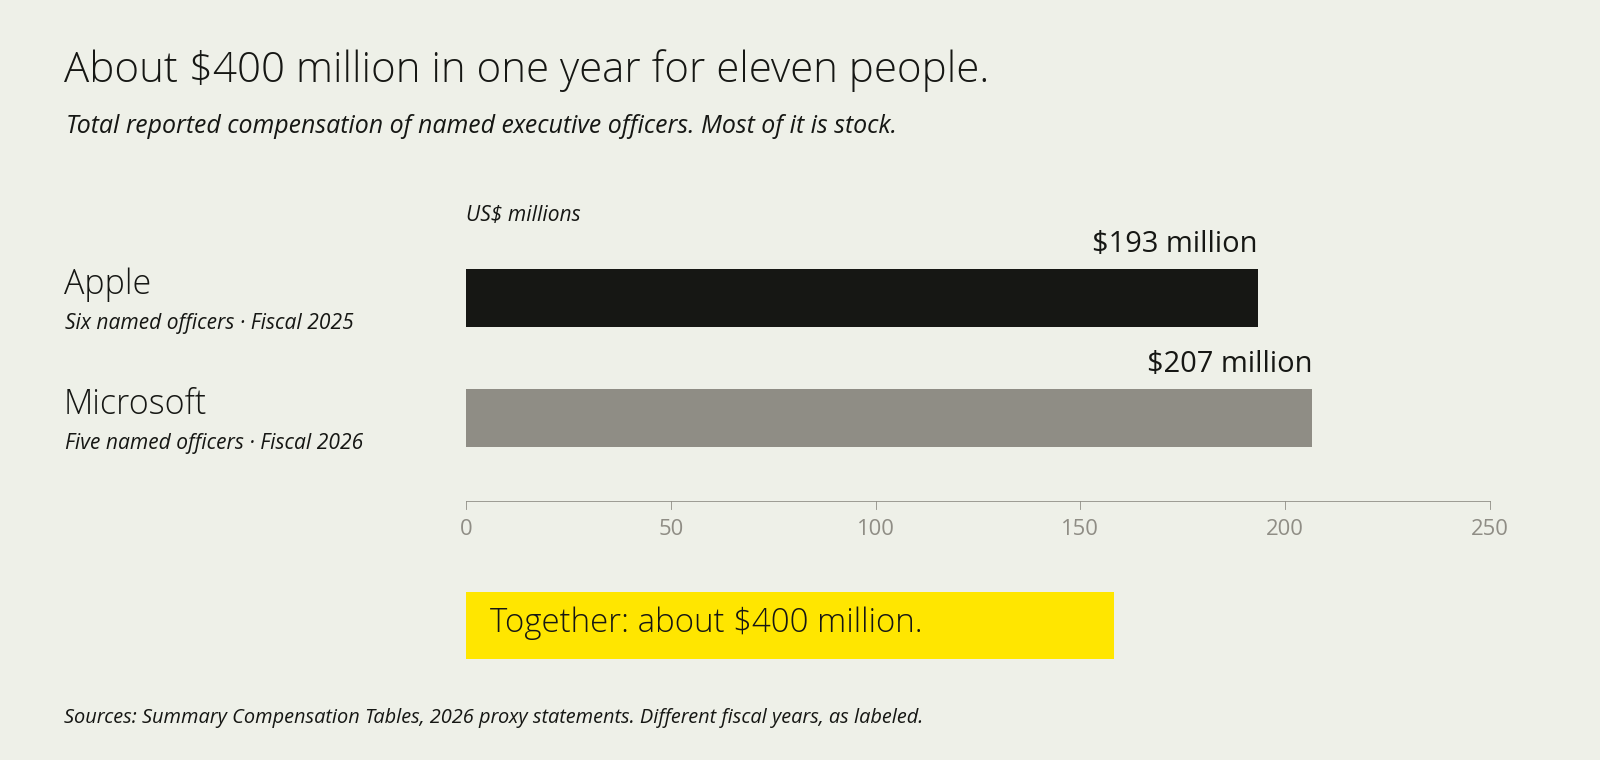 About $400 million in one year for eleven people.
Total reported compensation of named executive officers. Most of it is stock.
US$ millions
$193 million
Apple
Six named officers · Fiscal 2025
$207 million
Microsoft
Five named officers · Fiscal 2026
0 50 100 150 200 250
Together: about $400 million.
Sources: Summary Compensation Tables, 2026 proxy statements. Different fiscal years, as labeled.